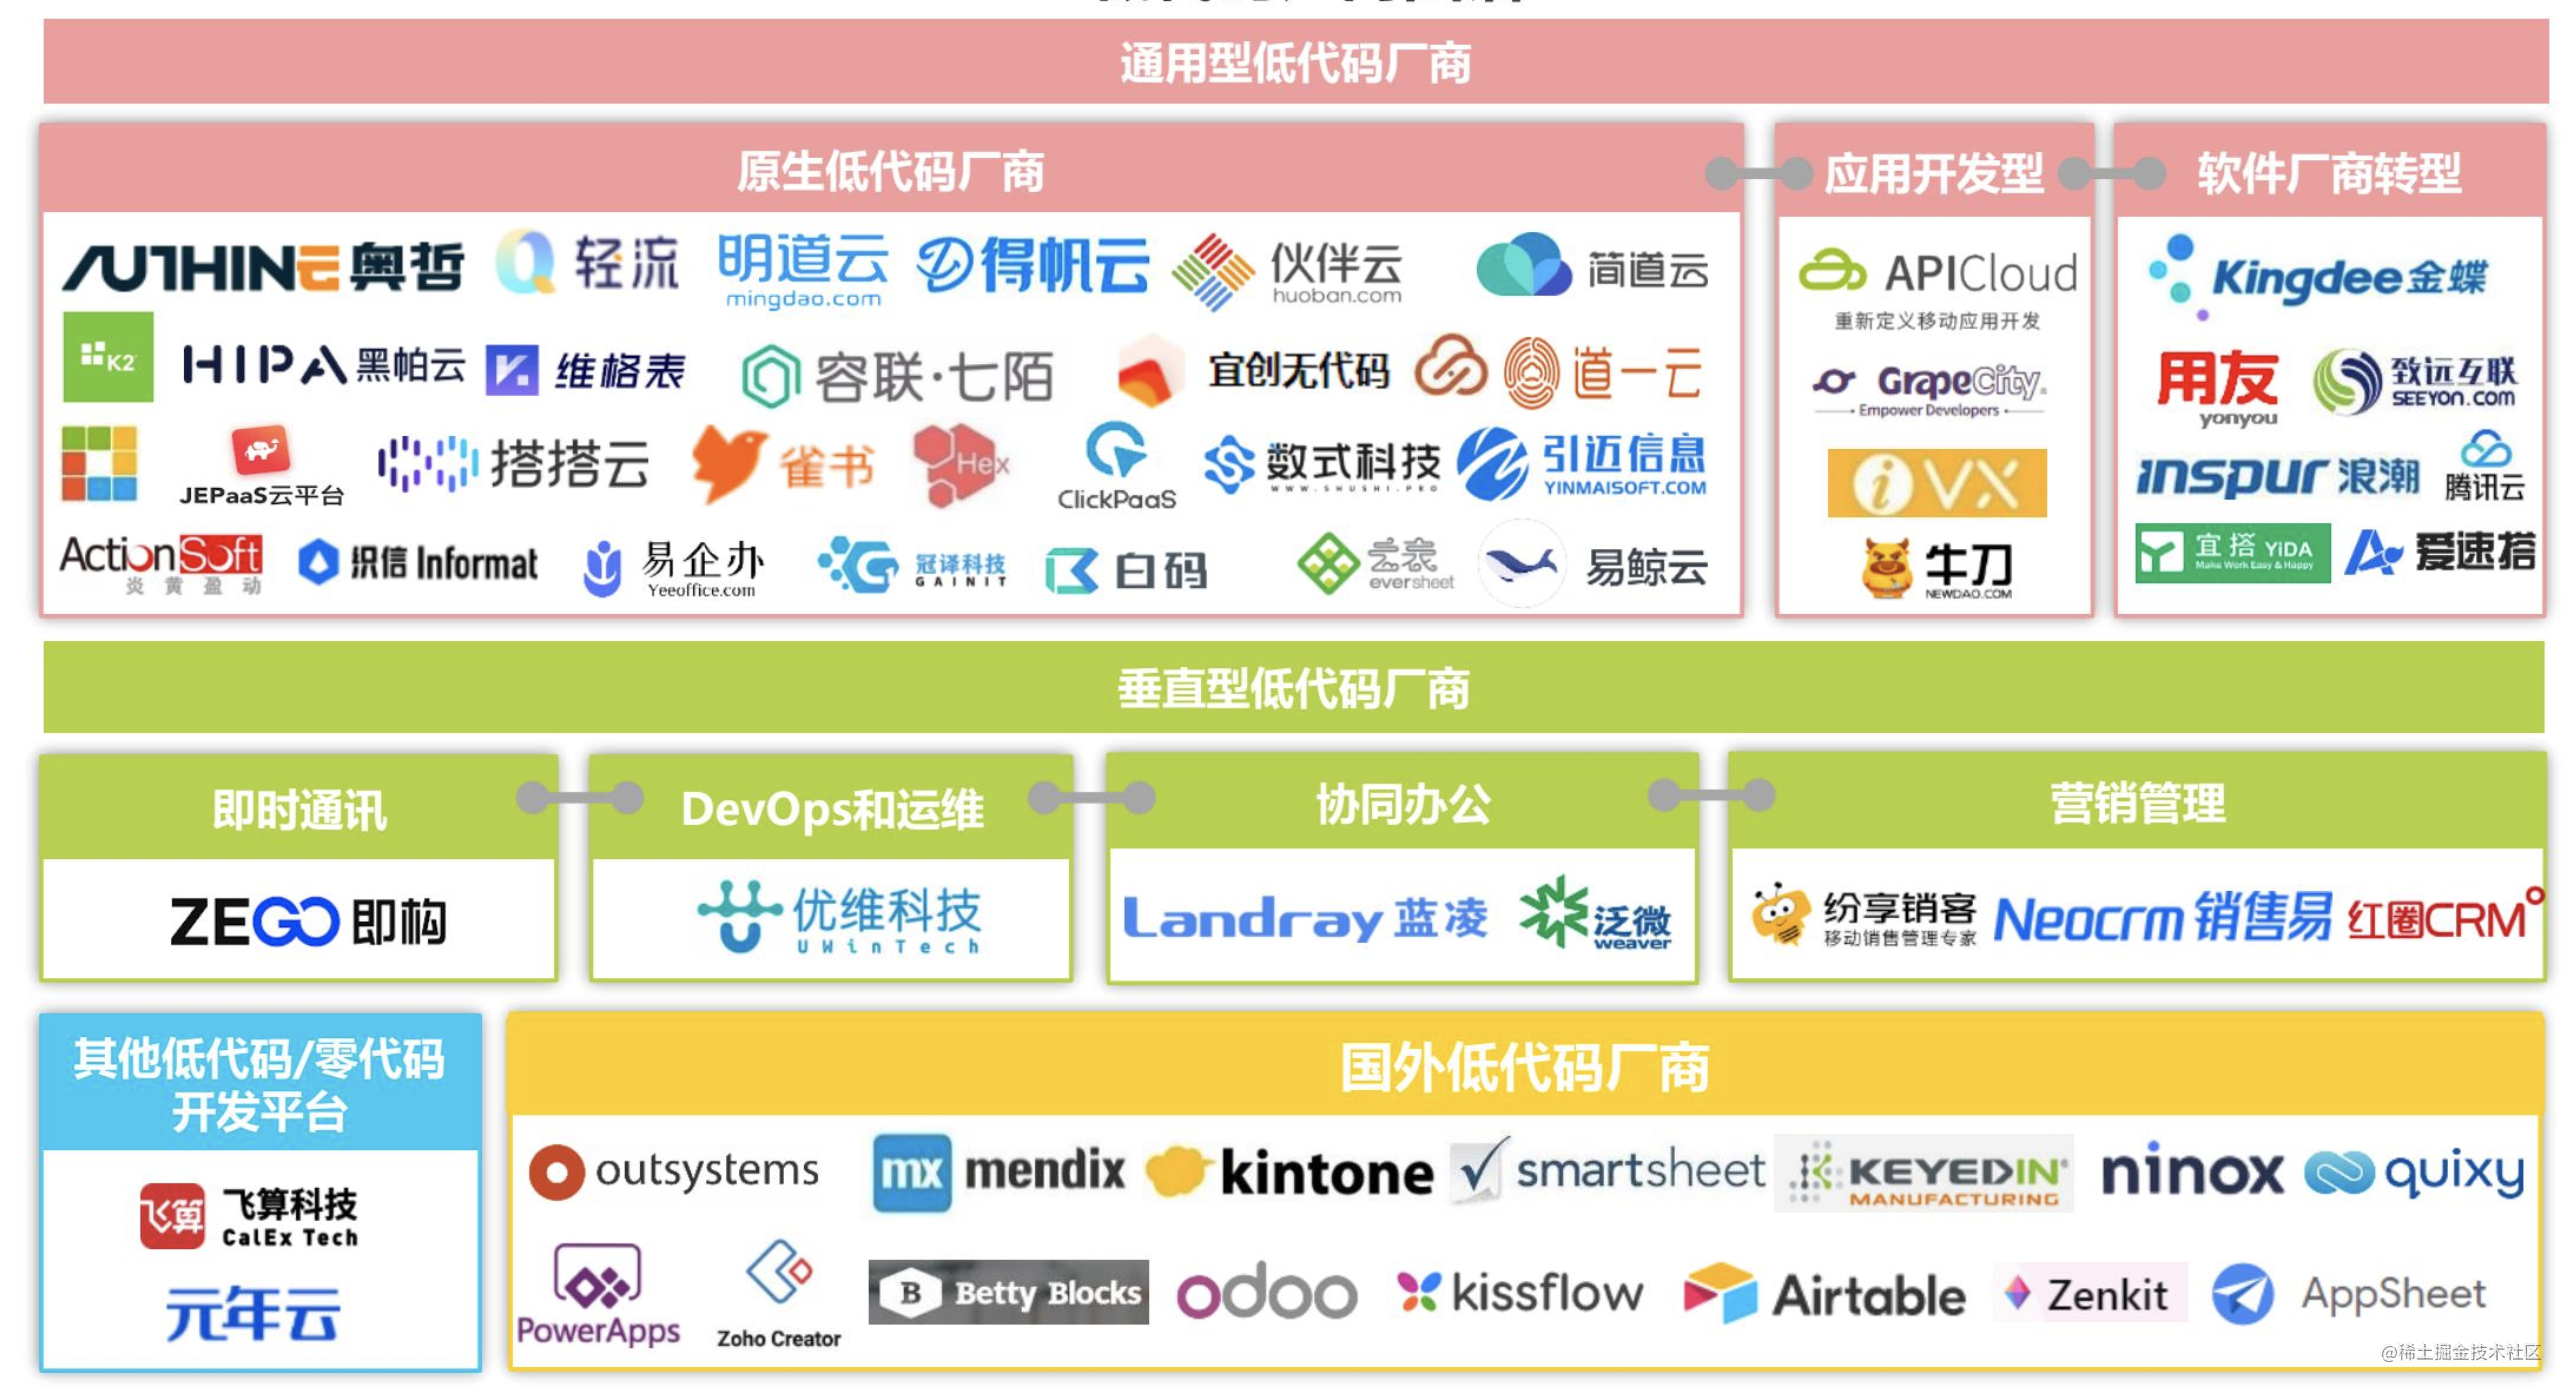 通用型低代码厂商
原生低代码厂商
应用开发型
软件厂商转型
AUTHINE 奥哲
轻流
明道云
mingdao.com
得帆云
伙伴云
huoban.com
简道云
K2
HIPA 黑帕云
维格表
容联·七陌
宜创无代码
道一云
JEPaaS云平台
搭搭云
雀书
Hex
ClickPaaS
数式科技
WWW.SHUSHI.PRO
引迈信息
YINMAISOFT.COM
ActionSoft
炎黄盈动
织信 Informat
易企办
Yeeoffice.com
冠译科技
GAINIT
白码
云表
eversheet
易鲸云
APICloud
重新定义移动应用开发
GrapeCity
Empower Developers
iVX
牛刀
NEWDAO.COM
Kingdee 金蝶
用友
yonyou
致远互联
SEEYON.COM
inspur 浪潮
腾讯云
宜搭 YiDA
Make Work Easy & Happy
爱速搭
垂直型低代码厂商
即时通讯
DevOps和运维
协同办公
营销管理
ZEGO 即构
优维科技
UWinTech
Landray 蓝凌
泛微
weaver
纷享销客
移动销售管理专家
Neocrm 销售易
红圈CRM
其他低代码/零代码
开发平台
国外低代码厂商
飞算
飞算科技
CalEx Tech
元年云
outsystems
mx mendix
kintone
smartsheet
KEYEDIN
MANUFACTURING
ninox
quixy
PowerApps
Zoho Creator
B Betty Blocks
odoo
kissflow
Airtable
Zenkit
AppSheet
@稀土掘金技术社区